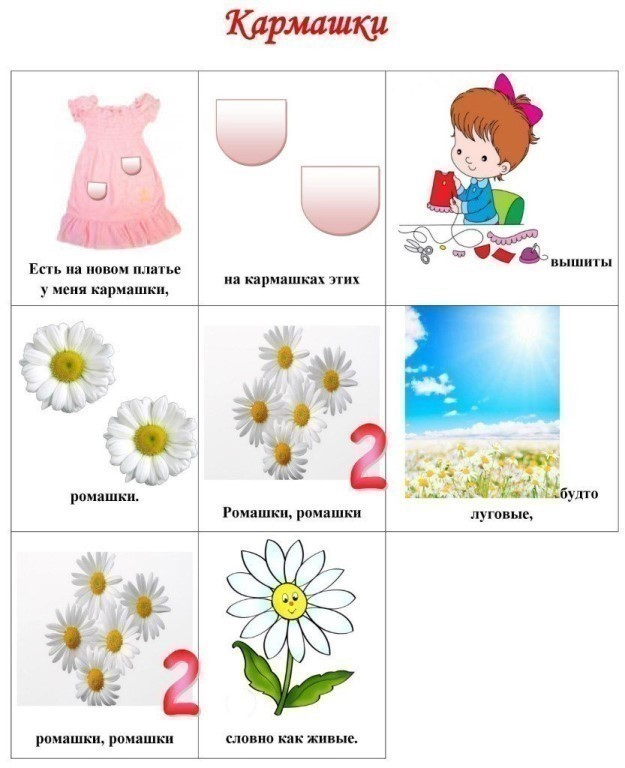 Кармашки
Есть на новом платье
у меня кармашки,
на кармашках этих
вышиты
ромашки.
2
Ромашки, ромашки
будто
луговые,
2
ромашки, ромашки
словно как живые.